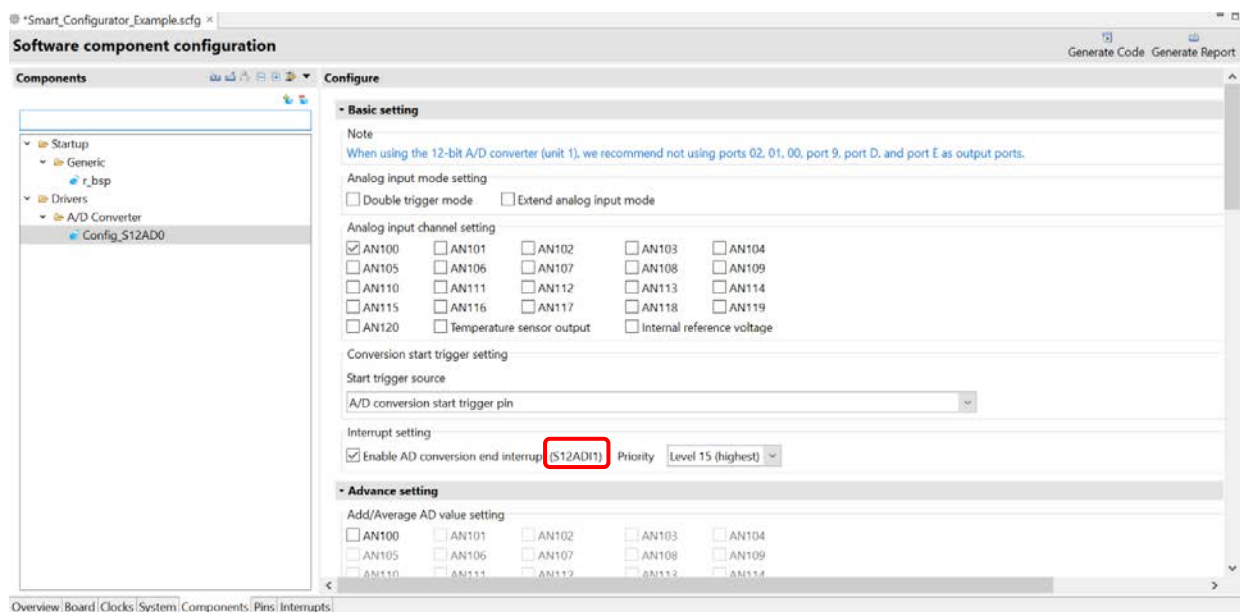 *Smart_Configurator_Example.scfg ×
Software component configuration
Generate Code Generate Report
Components
Configure
Startup
Generic
r_bsp
Drivers
A/D Converter
Config_S12AD0
Basic setting
Note
When using the 12-bit A/D converter (unit 1), we recommend not using ports 02, 01, 00, port 9, port D, and port E as output ports.
Analog input mode setting
Double trigger mode Extend analog input mode
Analog input channel setting
AN100 AN101 AN102 AN103 AN104
AN105 AN106 AN107 AN108 AN109
AN110 AN111 AN112 AN113 AN114
AN115 AN116 AN117 AN118 AN119
AN120 Temperature sensor output Internal reference voltage
Conversion start trigger setting
Start trigger source
A/D conversion start trigger pin
Interrupt setting
Enable AD conversion end interrup (S12ADI1) Priority Level 15 (highest)
Advance setting
Add/Average AD value setting
AN100 AN101 AN102 AN103 AN104
AN105 AN106 AN107 AN108 AN109
AN110 AN111 AN112 AN113 AN114
Overview Board Clocks System Components Pins Interrupts